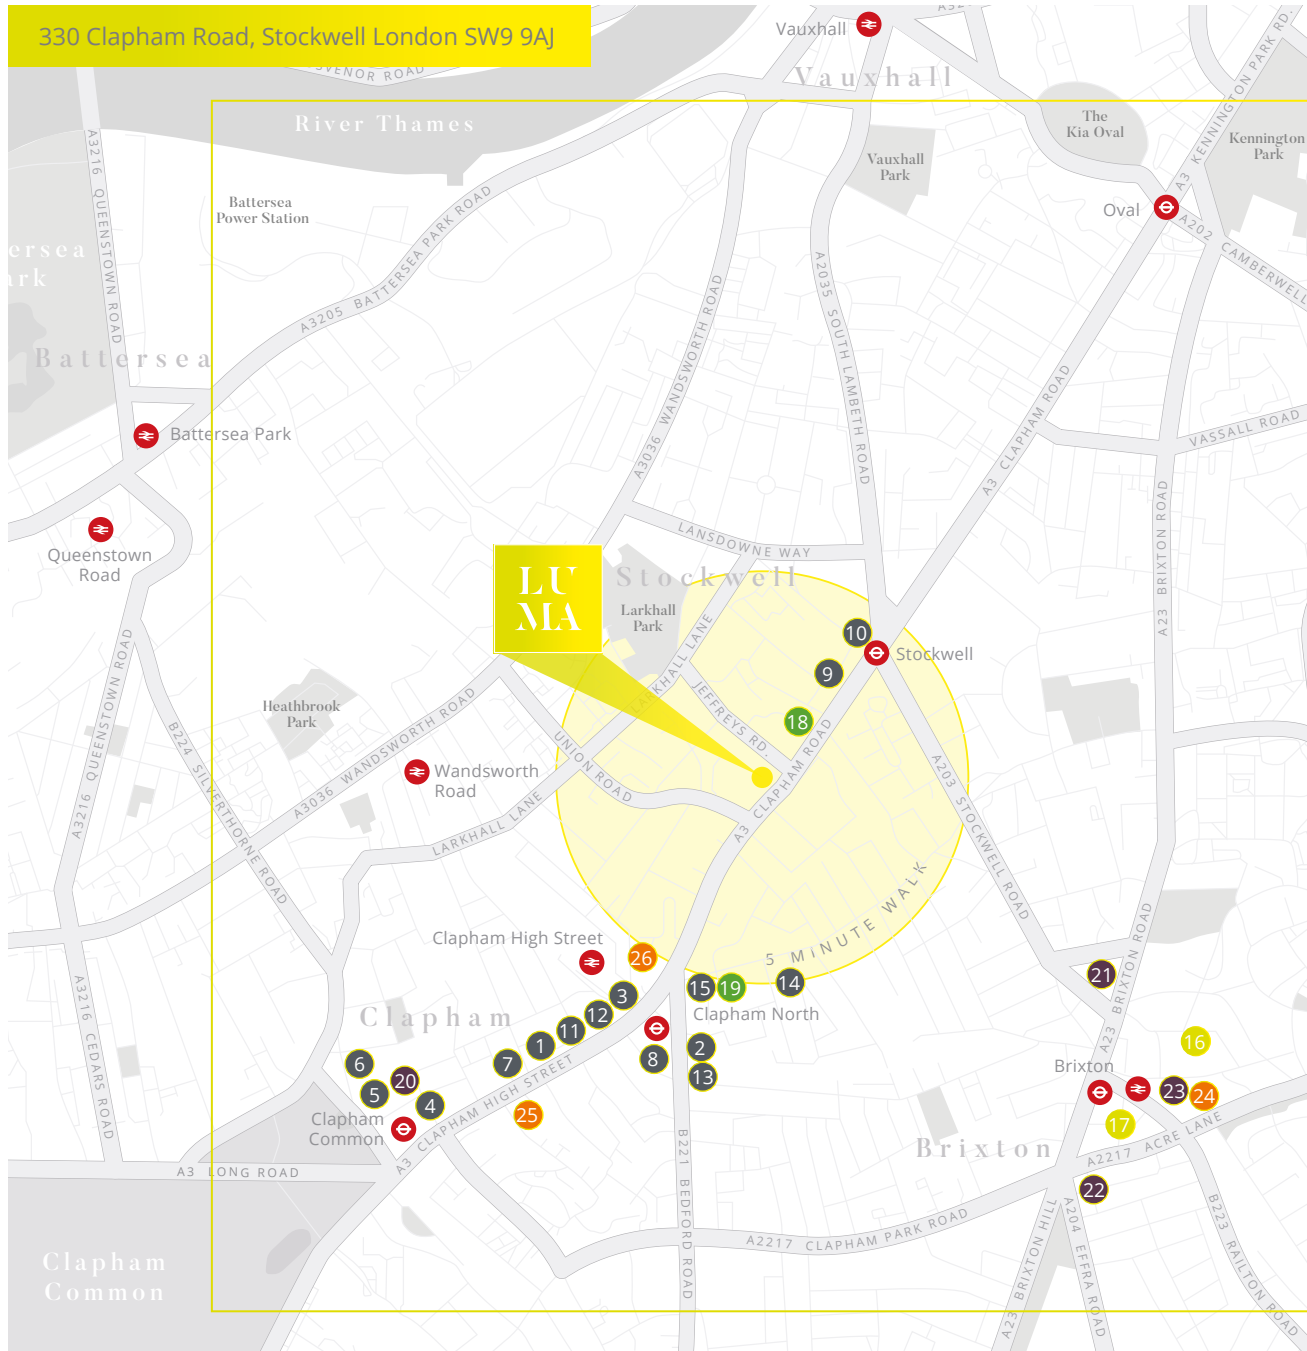 330 Clapham Road, Stockwell London SW9 9AJ
Vauxhall
Vauxhall
SVENOR ROAD
River Thames
The
Kia Oval
A3 KENNINGTON PARK RD.
Kennington
Park
Vauxhall
Park
Battersea
Power Station
A3216 QUEENSTOWN ROAD
Oval
A202 CAMBERWELL
ersea
ark
A3205 BATTERSEA PARK ROAD
A2035 SOUTH LAMBETH ROAD
A3036 WANDSWORTH ROAD
Battersea
Battersea Park
A3 CLAPHAM ROAD
VASSALL ROAD
A23 BRIXTON ROAD
Queenstown
Road
LANSDOWNE WAY
LU
MA
Stockwell
Larkhall
Park
10
Stockwell
9
LARKHALL LANE
JEFFREYS RD.
18
Heathbrook
Park
A3216 QUEENSTOWN ROAD
B224 SILVERTHORNE ROAD
A3036 WANDSWORTH ROAD
Wandsworth
Road
UNION ROAD
A3 CLAPHAM ROAD
LARKHALL LANE
A203 STOCKWELL ROAD
5 MINUTE WALK
Clapham High Street
26
3
15
19
14
Clapham North
21
A23 BRIXTON ROAD
A3216 CEDARS ROAD
Clapham
12
11
1
7
8
2
13
16
6
20
5
4
Clapham
Common
A3 CLAPHAM HIGH STREET
25
Brixton
23
24
17
Brixton
A2217 ACRE LANE
22
A3 LONG ROAD
B221 BEDFORD ROAD
A2217 CLAPHAM PARK ROAD
A23 BRIXTON HILL
A204 EFFRA ROAD
B223 RAILTON ROAD
Clapham
Common